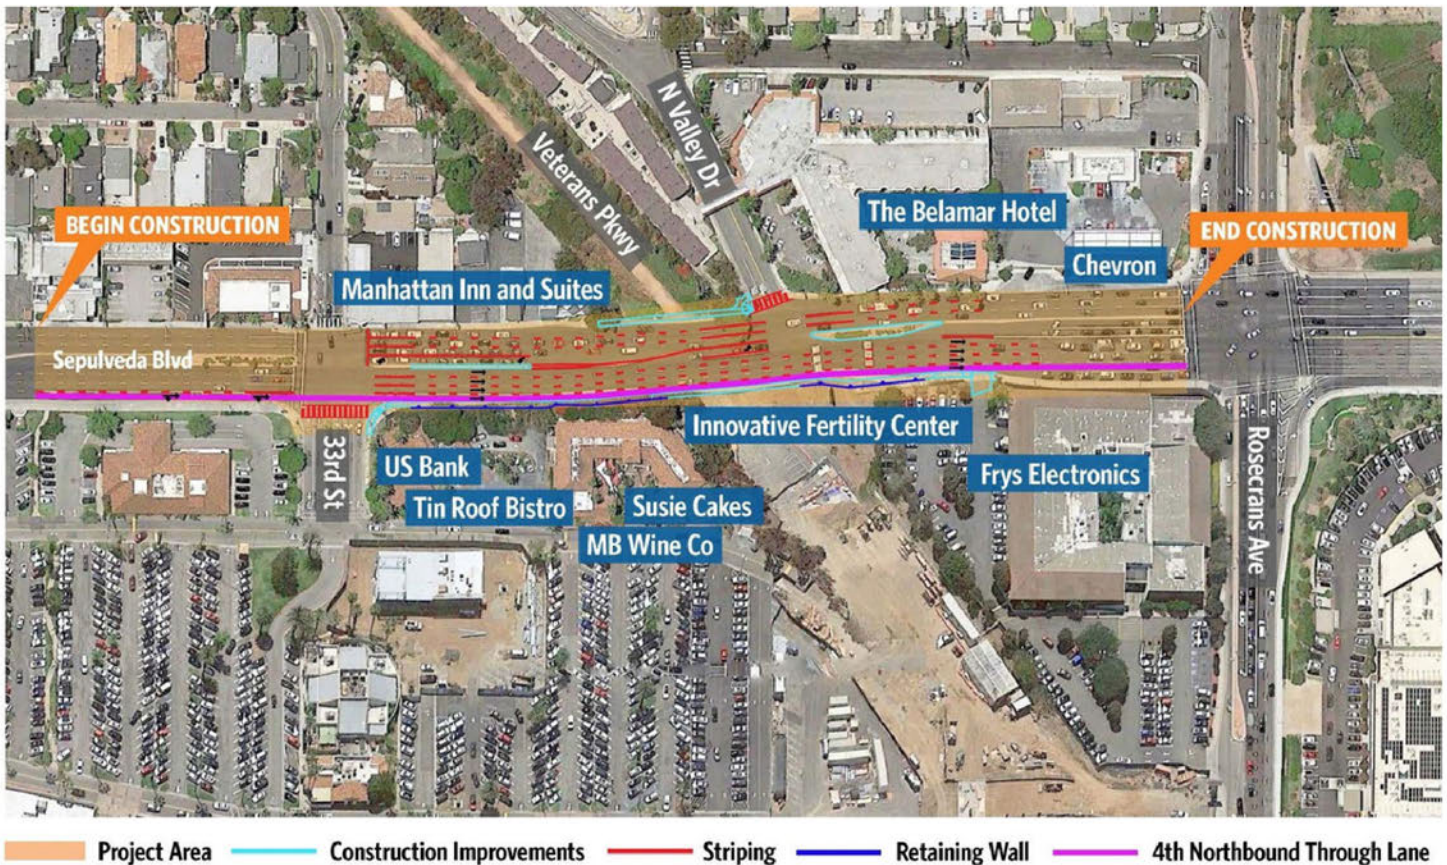 N Valley Dr
Veterans Pkwy
The Belamar Hotel
BEGIN CONSTRUCTION
END CONSTRUCTION
Chevron
Manhattan Inn and Suites
Sepulveda Blvd
Innovative Fertility Center
33rd St
US Bank
Frys Electronics
Rosecrans Ave
Tin Roof Bistro
Susie Cakes
MB Wine Co
Project Area
Construction Improvements
Striping
Retaining Wall
4th Northbound Through Lane